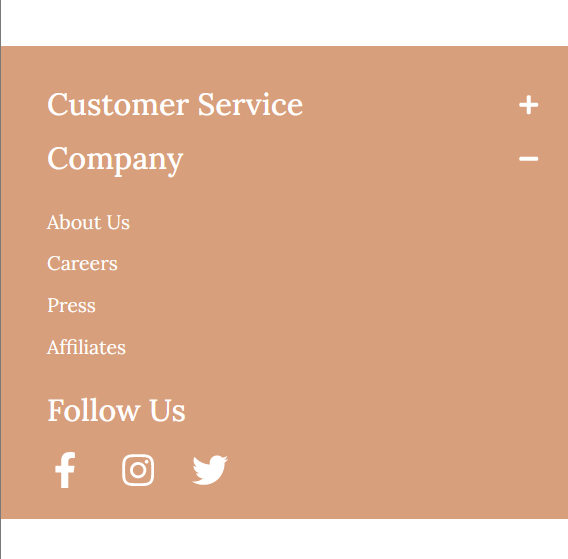 Customer Service
Company
About Us
Careers
Press
Affiliates
Follow Us